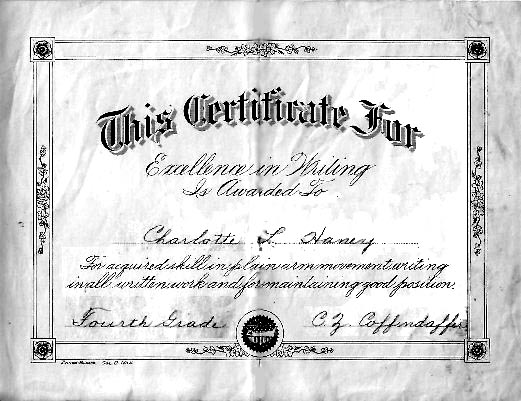 This Certificate For
Excellence in Writing
Is Awarded To
Charlotte L. Haney
For acquired skill in plain arm movement writing
in all written work and for maintaining good position.
Fourth Grade C. Z. Coffindaffer